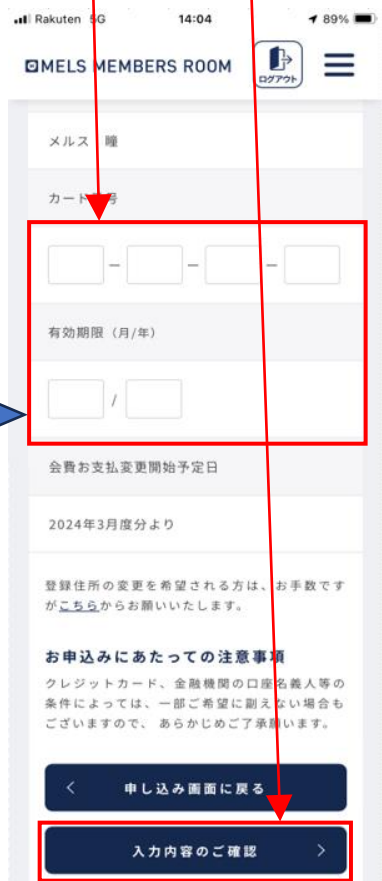 Rakuten 5G 14:04 89%
MELS MEMBERS ROOM
ログアウト
メルス 瞳
カード 号
有効期限（月/年）
/
会費お支払変更開始予定日
2024年3月度分より
登録住所の変更を希望される方は、お手数です
がこちらからお願いいたします。
お申込みにあたっての注意事項
クレジットカード、金融機関の口座名義人等の
条件によっては、一部ご希望に副えない場合も
ございますので、 あらかじめご了承願います。
申し込み画面に戻る
入力内容のご確認